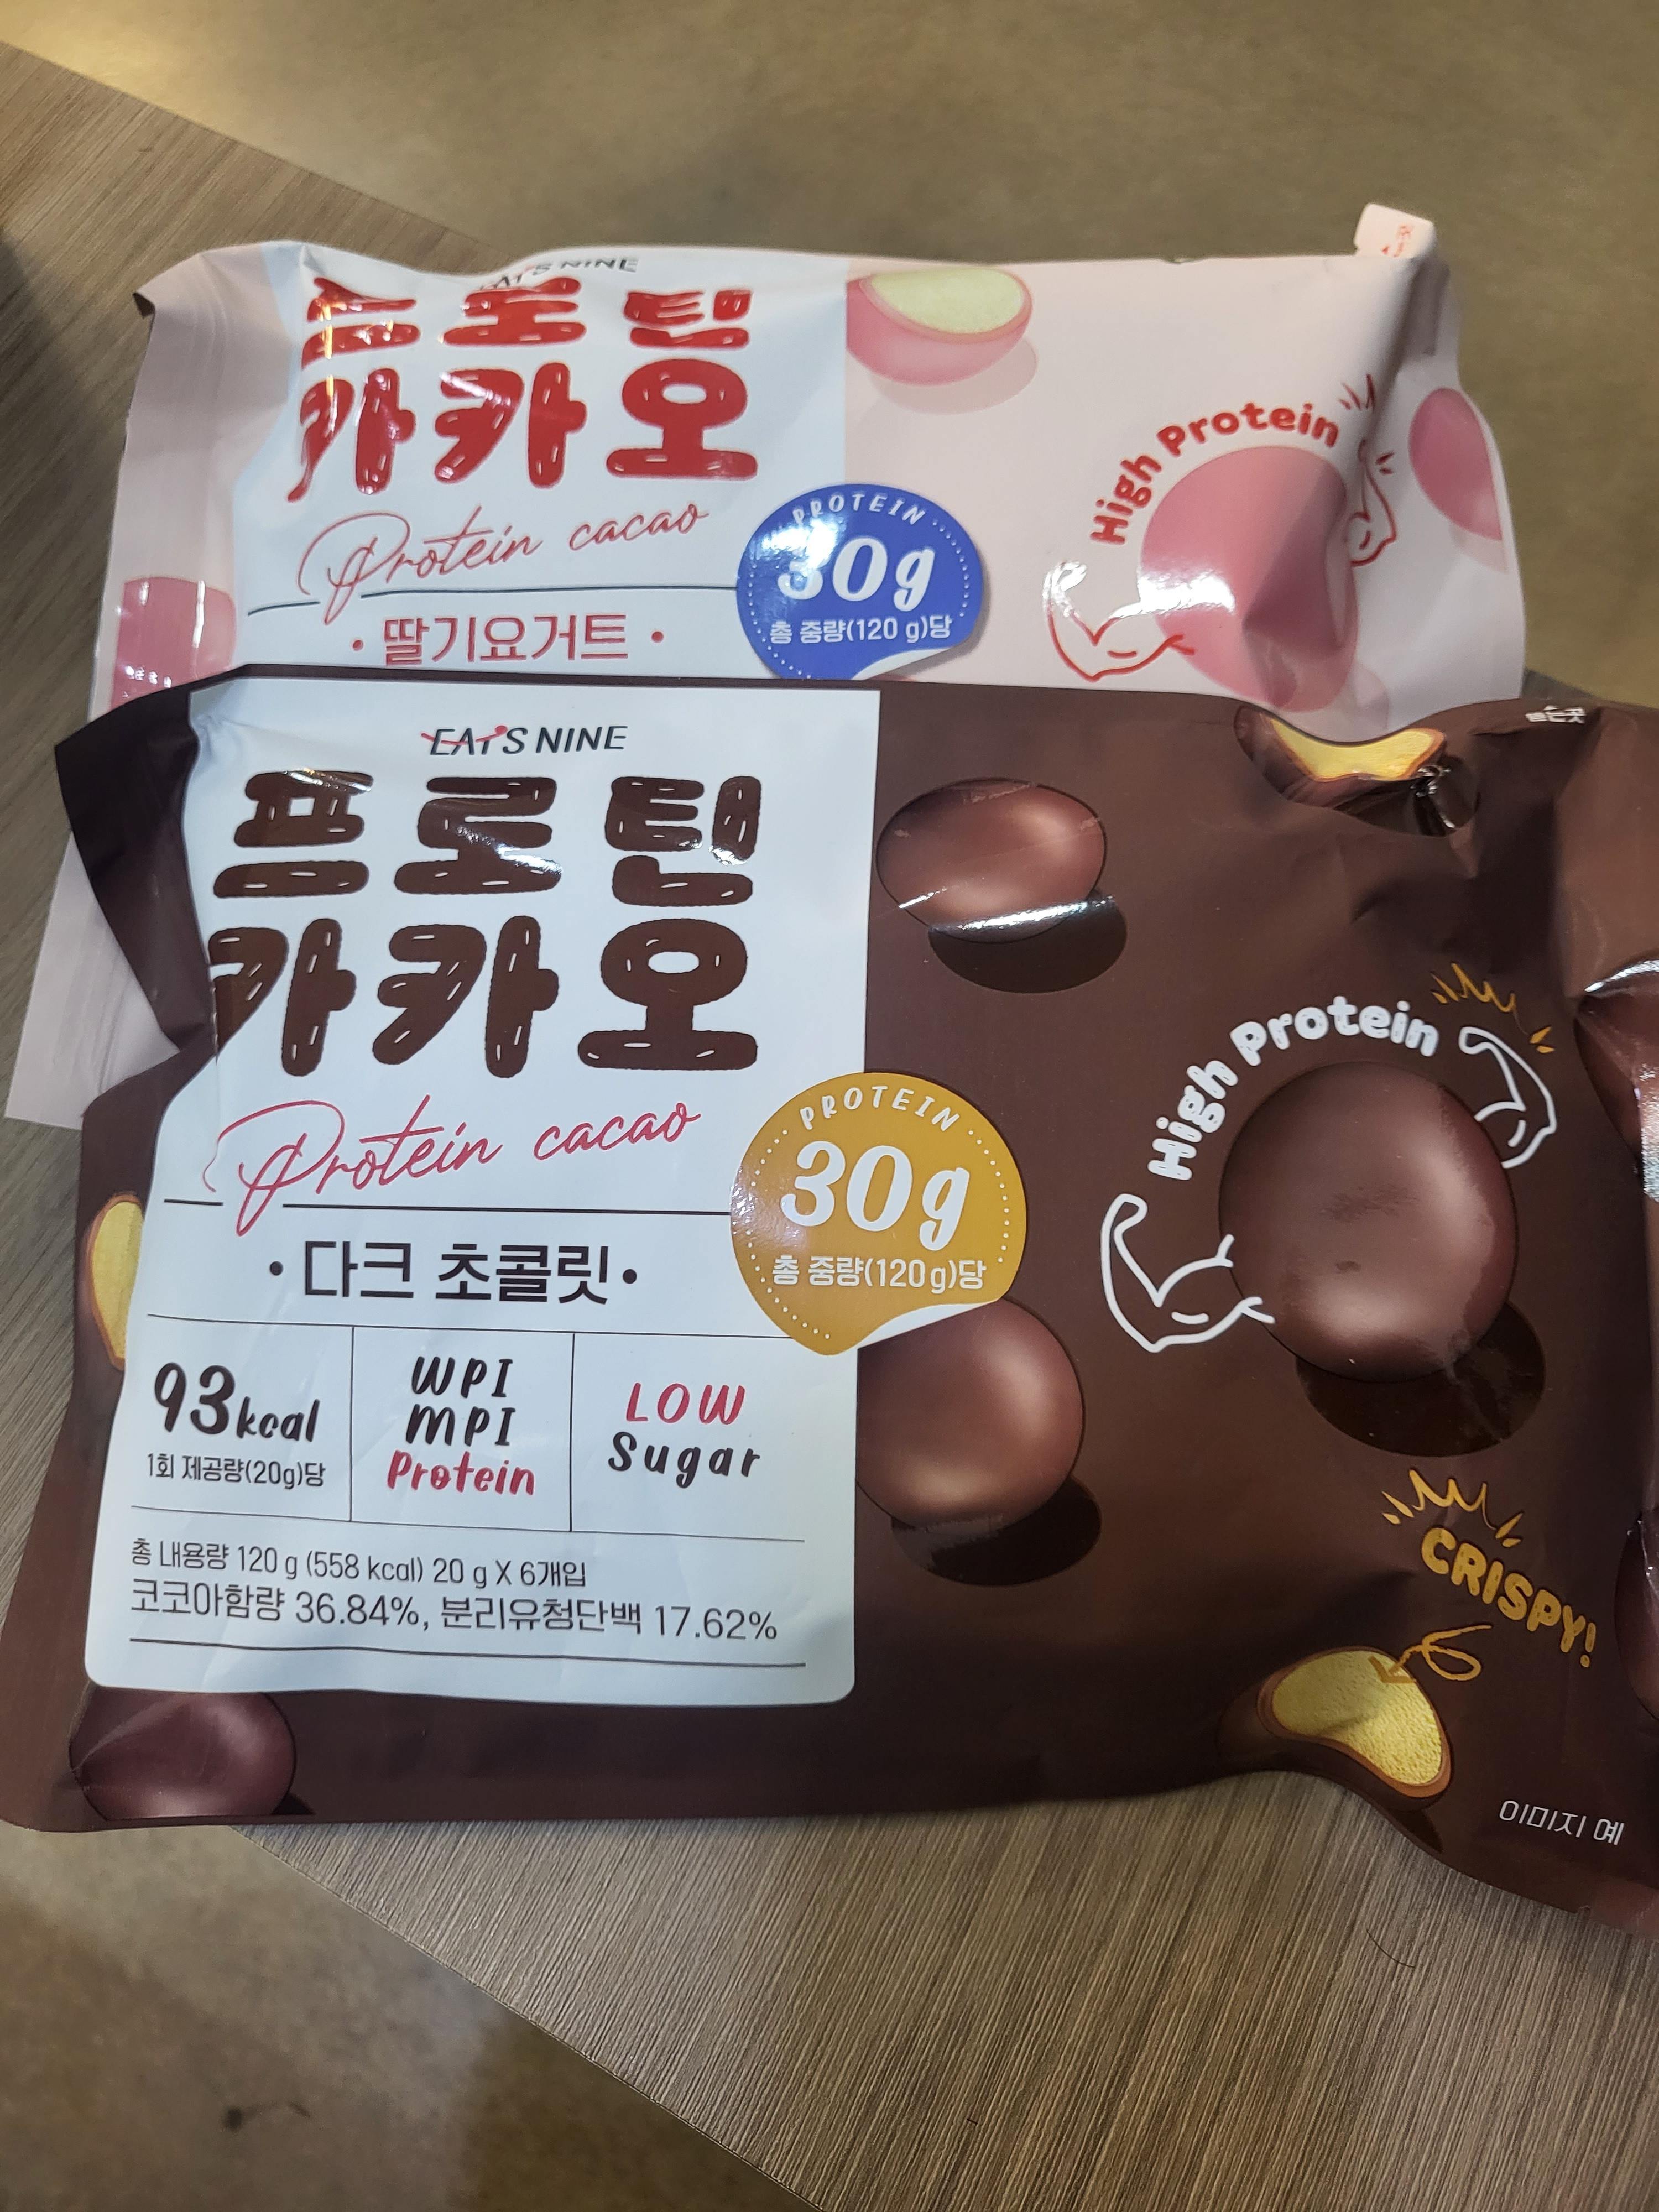 EAT'S NINE
프로틴
카카오
Protein cacao
• 딸기요거트 •
PROTEIN
30g
총 중량(120 g)당
High Protein
EAT'S NINE
프로틴
카카오
Protein cacao
• 다크 초콜릿 •
PROTEIN
30g
총 중량(120g)당
High Protein
93kcal
1회 제공량(20g)당
WPI
MPI
Protein
LOW
Sugar
총 내용량 120 g (558 kcal) 20 g X 6개입
코코아함량 36.84%, 분리유청단백 17.62%
CRISPY!
이미지 예